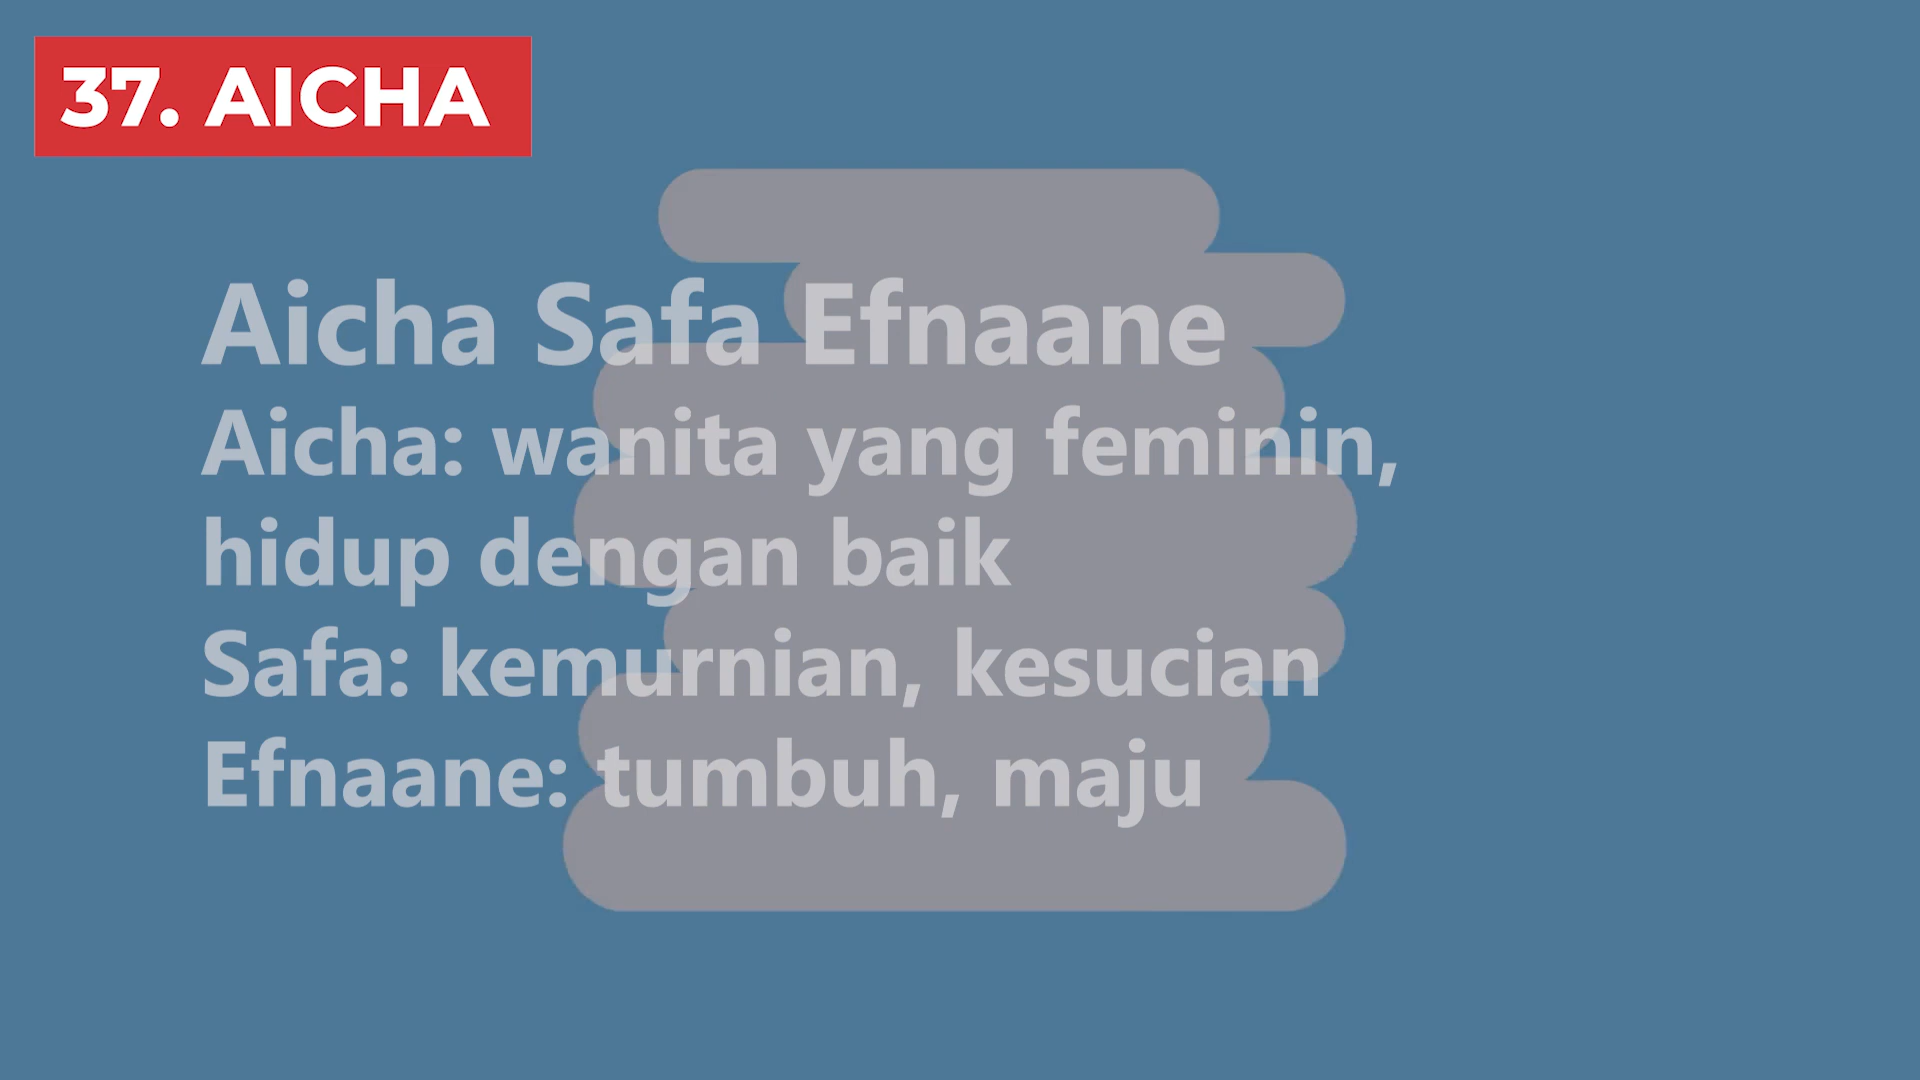 37. AICHA
Aicha Safa Efnaane
Aicha: wanita yang feminin,
hidup dengan baik
Safa: kemurnian, kesucian
Efnaane: tumbuh, maju